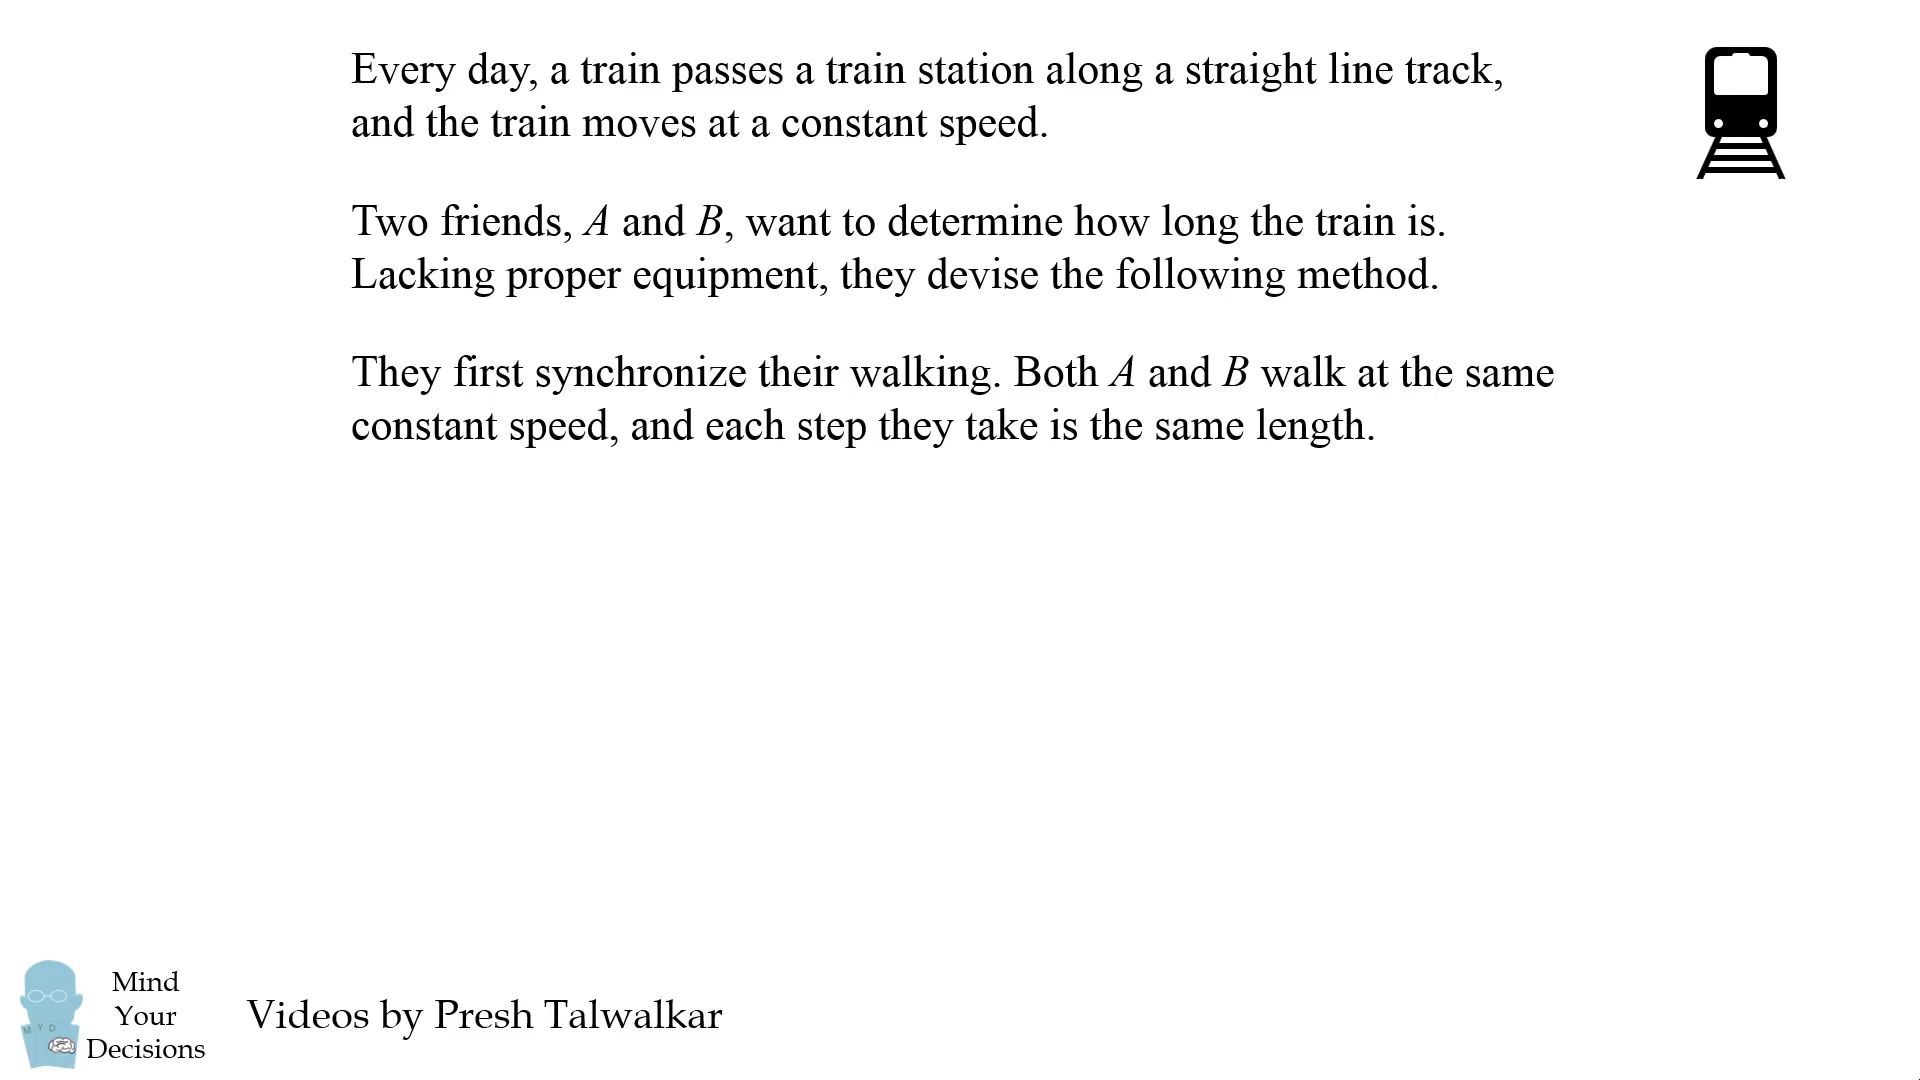 Every day, a train passes a train station along a straight line track,
and the train moves at a constant speed.
Two friends, A and B, want to determine how long the train is.
Lacking proper equipment, they devise the following method.
They first synchronize their walking. Both A and B walk at the same
constant speed, and each step they take is the same length.
M Y D
Mind
Your
Decisions
Videos by Presh Talwalkar